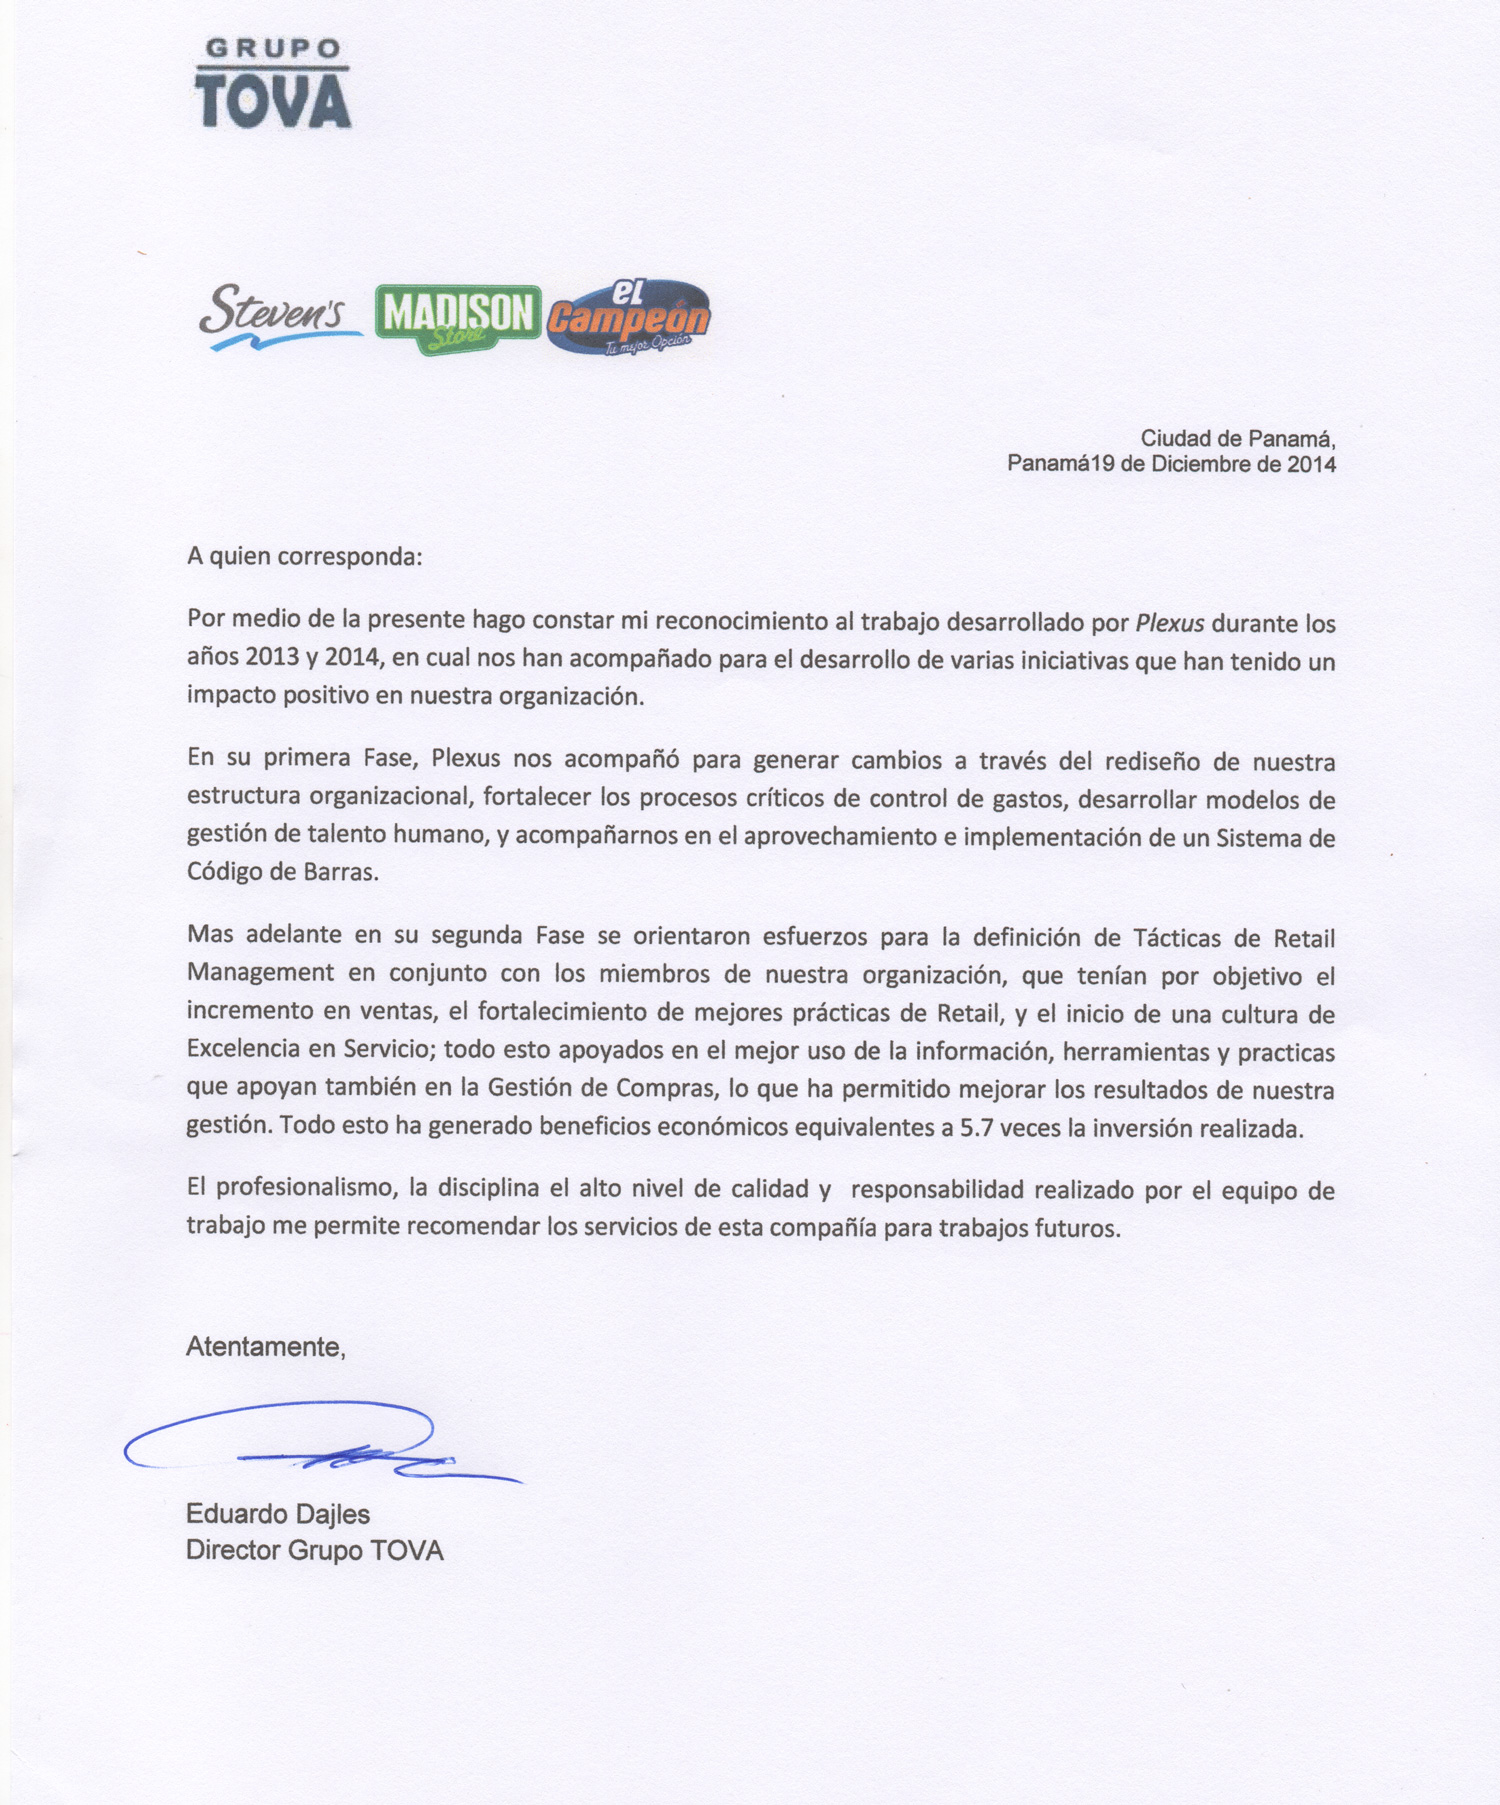 GRUPO
TOVA
Steven's
MADISON
Store
el
Campeón
Tu mejor Opción
Ciudad de Panamá,
Panamá19 de Diciembre de 2014
A quien corresponda:
Por medio de la presente hago constar mi reconocimiento al trabajo desarrollado por Plexus durante los
años 2013 y 2014, en cual nos han acompañado para el desarrollo de varias iniciativas que han tenido un
impacto positivo en nuestra organización.
En su primera Fase, Plexus nos acompañó para generar cambios a través del rediseño de nuestra
estructura organizacional, fortalecer los procesos críticos de control de gastos, desarrollar modelos de
gestión de talento humano, y acompañarnos en el aprovechamiento e implementación de un Sistema de
Código de Barras.
Mas adelante en su segunda Fase se orientaron esfuerzos para la definición de Tácticas de Retail
Management en conjunto con los miembros de nuestra organización, que tenían por objetivo el
incremento en ventas, el fortalecimiento de mejores prácticas de Retail, y el inicio de una cultura de
Excelencia en Servicio; todo esto apoyados en el mejor uso de la información, herramientas y practicas
que apoyan también en la Gestión de Compras, lo que ha permitido mejorar los resultados de nuestra
gestión. Todo esto ha generado beneficios económicos equivalentes a 5.7 veces la inversión realizada.
El profesionalismo, la disciplina el alto nivel de calidad y  responsabilidad realizado por el equipo de
trabajo me permite recomendar los servicios de esta compañía para trabajos futuros.
Atentamente,
Eduardo Dajles
Director Grupo TOVA